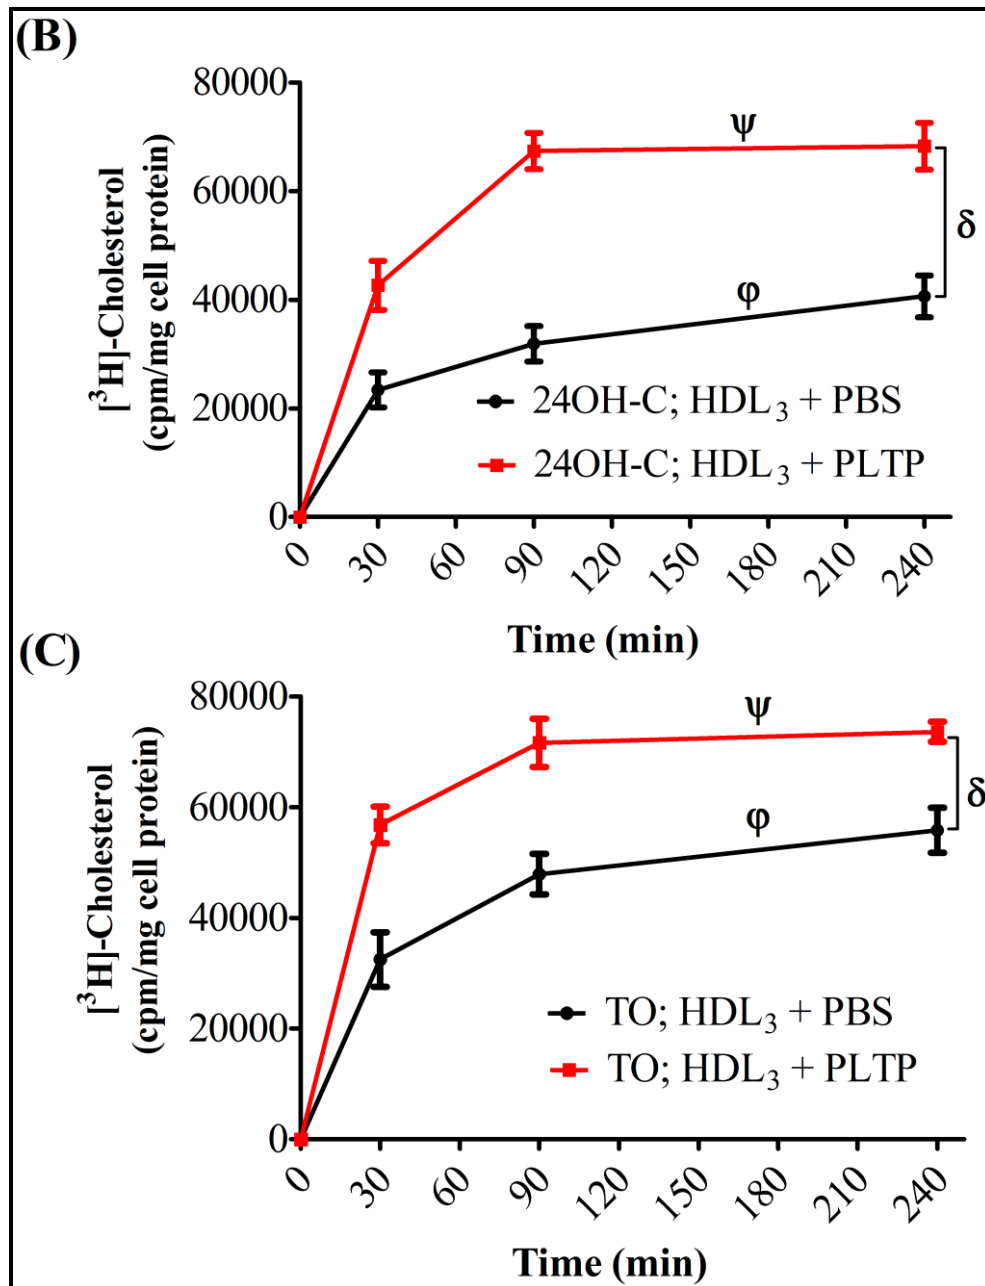 (B)
[³H]-Cholesterol
(cpm/mg cell protein)
80000
60000
40000
20000
0
ψ
δ
φ
24OH-C; HDL₃ + PBS
24OH-C; HDL₃ + PLTP
0 30 60 90 120 150 180 210 240
Time (min)
(C)
[³H]-Cholesterol
(cpm/mg cell protein)
80000
60000
40000
20000
0
ψ
δ
φ
TO; HDL₃ + PBS
TO; HDL₃ + PLTP
0 30 60 90 120 150 180 210 240
Time (min)